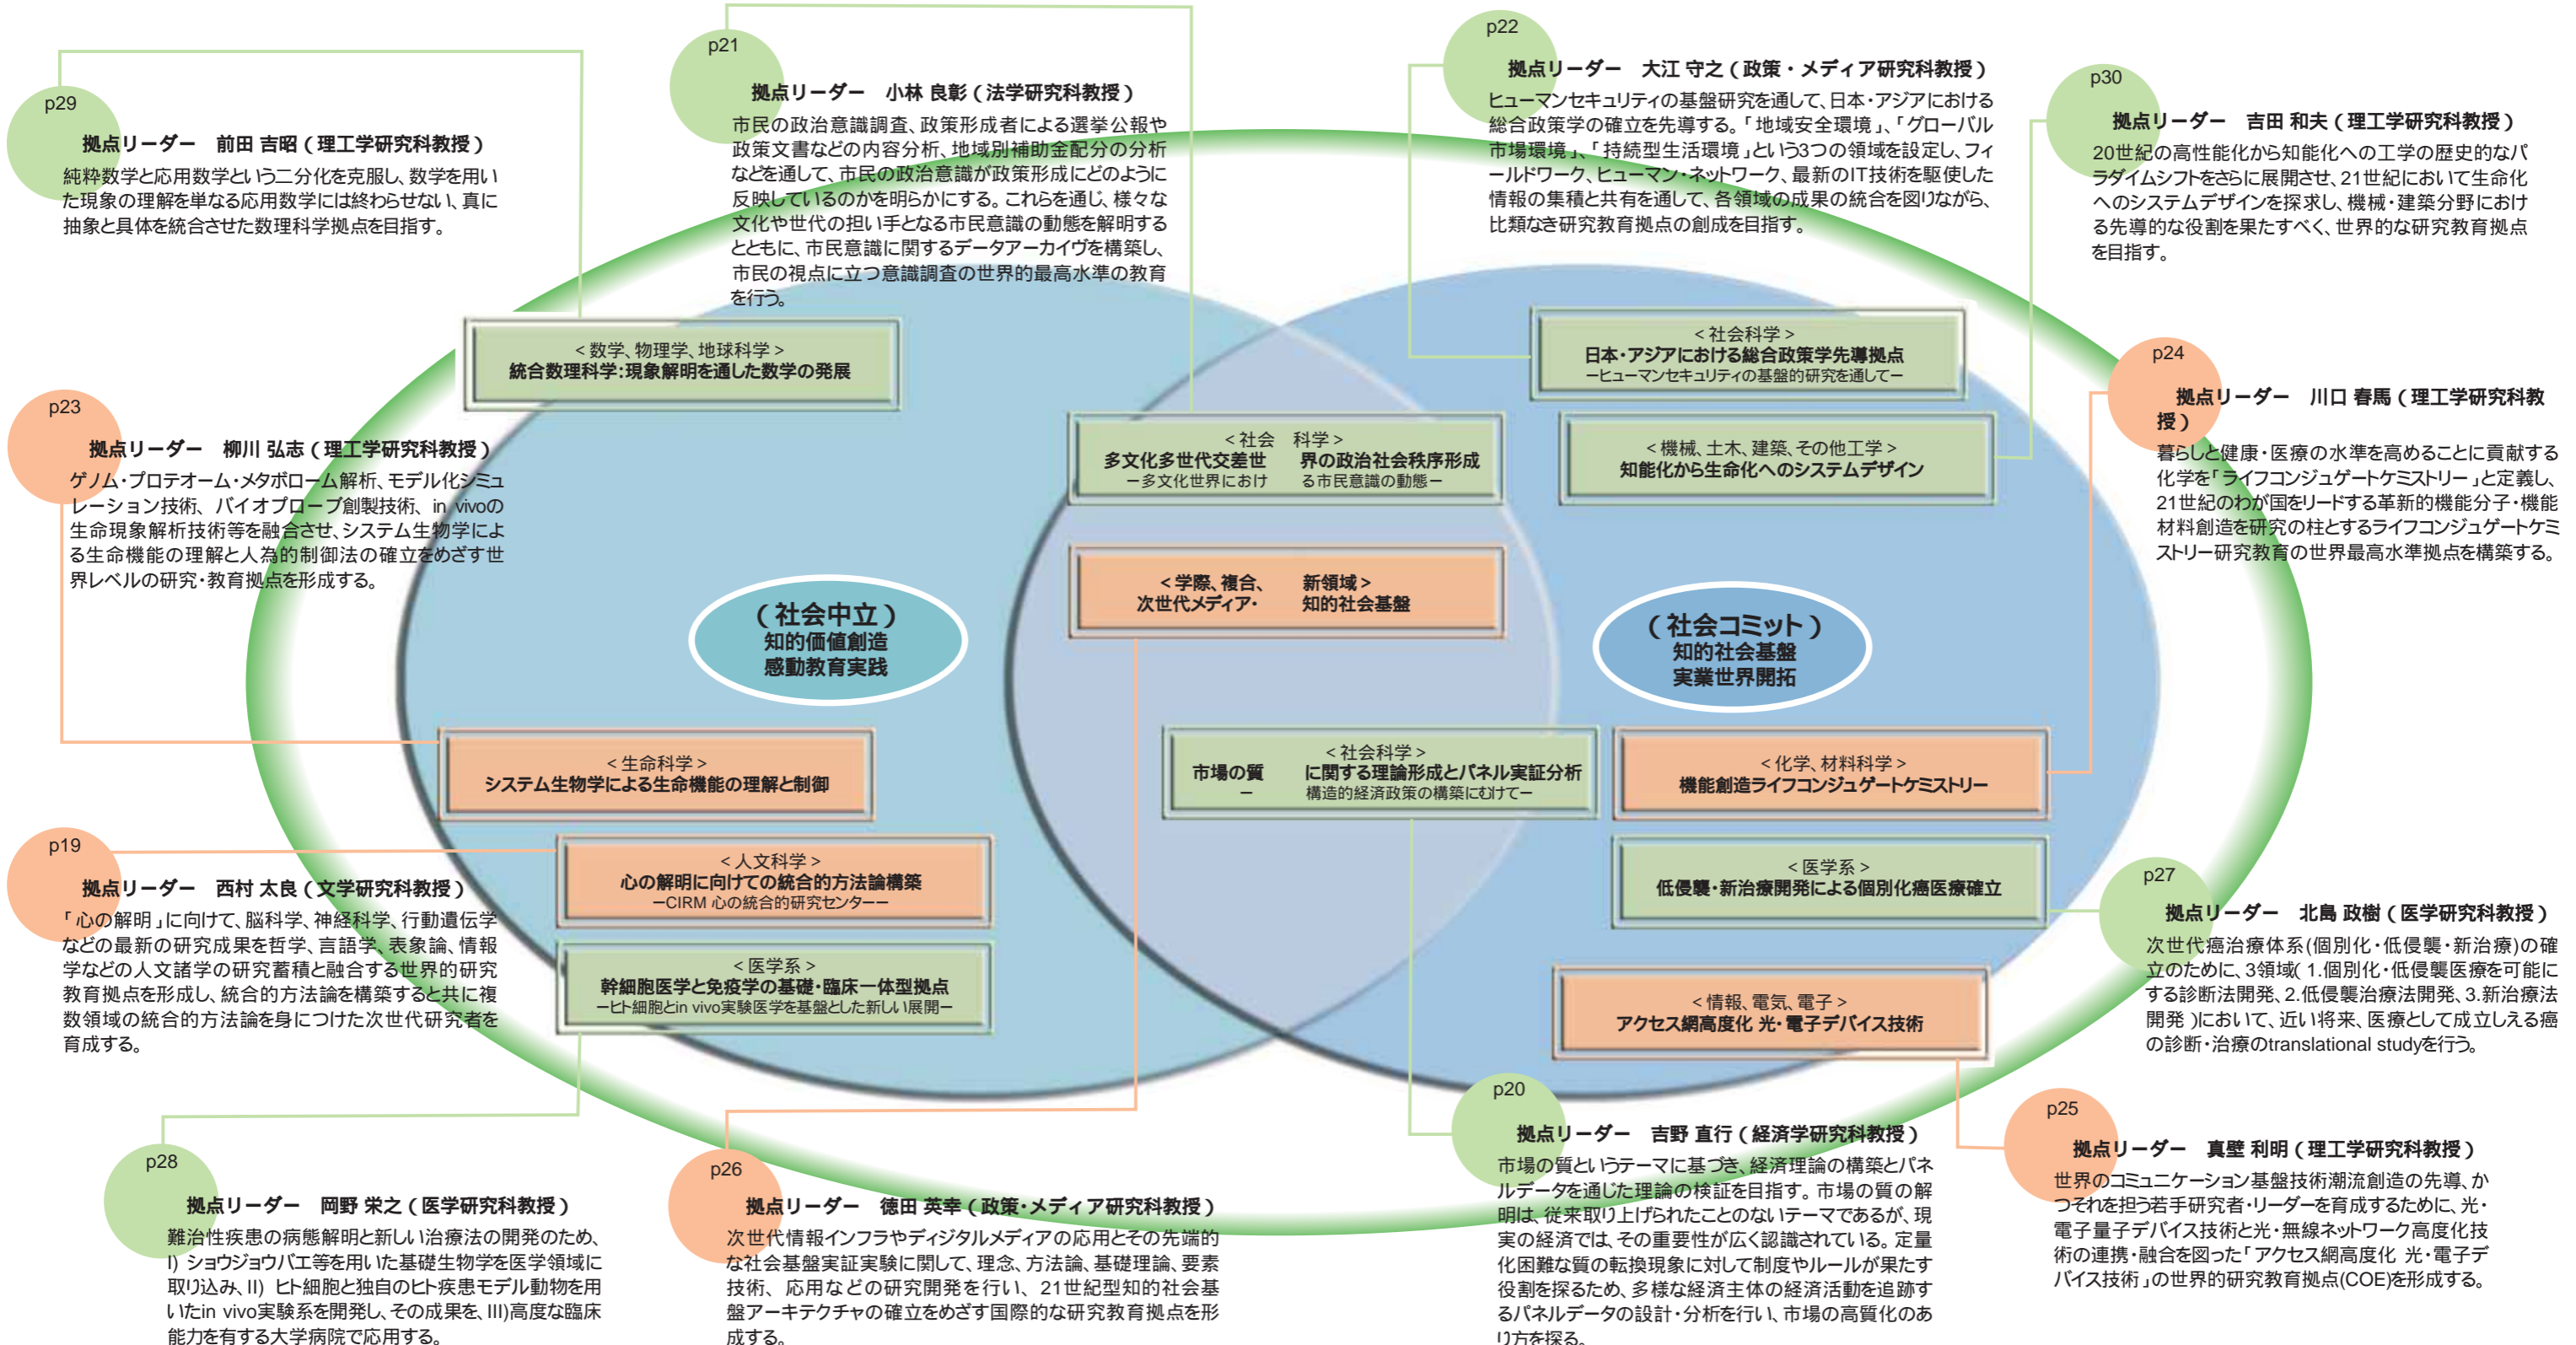 p29
拠点リーダー　前田 吉昭 ( 理工学研究科教授 )
純粋数学と応用数学という二分化を克服し、数学を用い
た現象の理解を単なる応用数学には終わらせない、真に
抽象と具体を統合させた数理科学拠点を目指す。
p21
拠点リーダー　小林 良彰 ( 法学研究科教授 )
市民の政治意識調査、政策形成者による選挙公報や
政策文書などの内容分析、地域別補助金配分の分析
などを通して、市民の政治意識が政策形成にどのように
反映しているのかを明らかにする。これらを通じ、様々な
文化や世代の担い手となる市民意識の動態を解明する
とともに、市民意識に関するデータアーカイヴを構築し、
市民の視点に立つ意識調査の世界的最高水準の教育
を行う。
p22
拠点リーダー　大江 守之 ( 政策・メディア研究科教授 )
ヒューマンセキュリティの基盤研究を通して、日本・アジアにおける
総合政策学の確立を先導する。「地域安全環境」、「グローバル
市場環境」、「持続型生活環境」という3つの領域を設定し、フィ
ールドワーク、ヒューマン・ネットワーク、最新のIT技術を駆使した
情報の集積と共有を通して、各領域の成果の統合を図りながら、
比類なき研究教育拠点の創成を目指す。
p30
拠点リーダー　吉田 和夫 ( 理工学研究科教授 )
20世紀の高性能化から知能化への工学の歴史的なパ
ラダイムシフトをさらに展開させ、21世紀において生命化
へのシステムデザインを探求し、機械・建築分野におけ
る先導的な役割を果たすべく、世界的な研究教育拠点
を目指す。
< 数学、物理学、地球科学 >
統合数理科学：現象解明を通した数学の発展
< 社会科学 >
日本・アジアにおける総合政策学先導拠点
ーヒューマンセキュリティの基盤的研究を通してー
p24
拠点リーダー　川口 春馬 ( 理工学研究科教
授 )
暮らしと健康・医療の水準を高めることに貢献する
化学を「ライフコンジュゲートケミストリー」と定義し、
21世紀のわが国をリードする革新的機能分子・機能
材料創造を研究の柱とするライフコンジュゲートケミ
ストリー研究教育の世界最高水準拠点を構築する。
p23
拠点リーダー　柳川 弘志 ( 理工学研究科教授 )
ゲノム・プロテオーム・メタボローム解析、モデル化シミュ
レーション技術、バイオプローブ創製技術、in vivoの
生命現象解析技術等を融合させ、システム生物学によ
る生命機能の理解と人為的制御法の確立をめざす世
界レベルの研究・教育拠点を形成する。
< 社会　科学 >
多文化多世代交差世　界の政治社会秩序形成
ー多文化世界におけ　る市民意識の動態ー
< 機械、土木、建築、その他工学 >
知能化から生命化へのシステムデザイン
< 学際、複合、　新領域 >
次世代メディア・　知的社会基盤
( 社会中立 )
知的価値創造
感動教育実践
( 社会コミット )
知的社会基盤
実業世界開拓
< 生命科学 >
システム生物学による生命機能の理解と制御
< 社会科学 >
市場の質　に関する理論形成とパネル実証分析
ー　構造的経済政策の構築にむけてー
< 化学、材料科学 >
機能創造ライフコンジュゲートケミストリー
p19
拠点リーダー　西村 太良 ( 文学研究科教授 )
「心の解明」に向けて、脳科学、神経科学、行動遺伝学
などの最新の研究成果を哲学、言語学、表象論、情報
学などの人文諸学の研究蓄積と融合する世界的研究
教育拠点を形成し、統合的方法論を構築すると共に複
数領域の統合的方法論を身につけた次世代研究者を
育成する。
< 人文科学 >
心の解明に向けての統合的方法論構築
ーCIRM 心の統合的研究センターー
< 医学系 >
低侵襲・新治療開発による個別化癌医療確立
p27
拠点リーダー　北島 政樹 ( 医学研究科教授 )
次世代癌治療体系(個別化・低侵襲・新治療)の確
立のために、3領域( 1.個別化・低侵襲医療を可能に
する診断法開発、2.低侵襲治療法開発、3.新治療法
開発 )において、近い将来、医療として成立しえる癌
の診断・治療のtranslational studyを行う。
< 医学系 >
幹細胞医学と免疫学の基礎・臨床一体型拠点
ーヒト細胞とin vivo実験医学を基盤とした新しい展開ー
< 情報、電気、電子 >
アクセス網高度化 光・電子デバイス技術
p28
拠点リーダー　岡野 栄之 ( 医学研究科教授 )
難治性疾患の病態解明と新しい治療法の開発のため、
I) ショウジョウバエ等を用いた基礎生物学を医学領域に
取り込み、II) ヒト細胞と独自のヒト疾患モデル動物を用
いたin vivo実験系を開発し、その成果を、III)高度な臨床
能力を有する大学病院で応用する。
p26
拠点リーダー　徳田 英幸 ( 政策・メディア研究科教授 )
次世代情報インフラやディジタルメディアの応用とその先端的
な社会基盤実証実験に関して、理念、方法論、基礎理論、要素
技術、応用などの研究開発を行い、21世紀型知的社会基
盤アーキテクチャの確立をめざす国際的な研究教育拠点を形
成する。
p20
拠点リーダー　吉野 直行 ( 経済学研究科教授 )
市場の質というテーマに基づき、経済理論の構築とパネ
ルデータを通じた理論の検証を目指す。市場の質の解
明は、従来取り上げられたことのないテーマであるが、現
実の経済では、その重要性が広く認識されている。定量
化困難な質の転換現象に対して制度やルールが果たす
役割を探るため、多様な経済主体の経済活動を追跡す
るパネルデータの設計・分析を行い、市場の高質化のあ
り方を探る。
p25
拠点リーダー　真壁 利明 ( 理工学研究科教授 )
世界のコミュニケーション基盤技術潮流創造の先導、か
つそれを担う若手研究者・リーダーを育成するために、光・
電子量子デバイス技術と光・無線ネットワーク高度化技
術の連携・融合を図った「アクセス網高度化 光・電子デ
バイス技術」の世界的研究教育拠点(COE)を形成する。